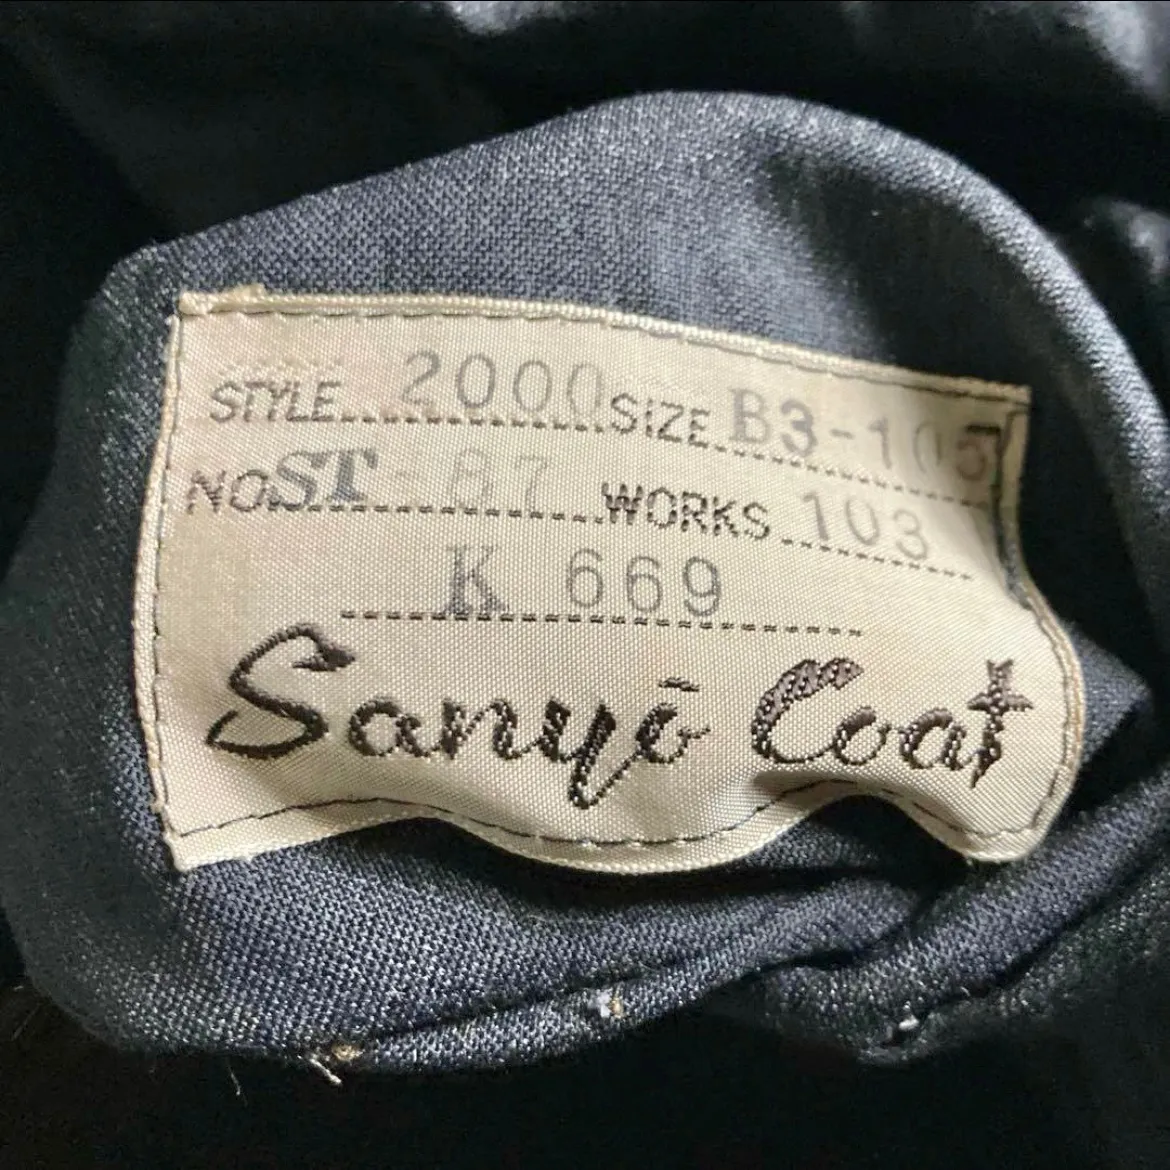 STYLE 2000 SIZE B3-105
NO. ST-87 WORKS 103
K 669
Sanyō Coat